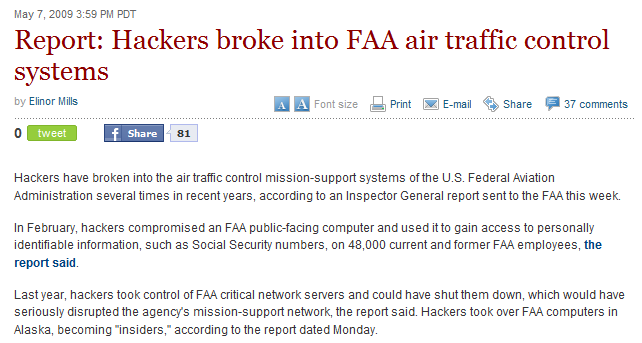 May 7, 2009 3:59 PM PDT
Report: Hackers broke into FAA air traffic control
systems
by Elinor Mills
A A Font size Print E-mail Share 37 comments
0 tweet f Share 81
Hackers have broken into the air traffic control mission-support systems of the U.S. Federal Aviation
Administration several times in recent years, according to an Inspector General report sent to the FAA this week.
In February, hackers compromised an FAA public-facing computer and used it to gain access to personally
identifiable information, such as Social Security numbers, on 48,000 current and former FAA employees, the
report said.
Last year, hackers took control of FAA critical network servers and could have shut them down, which would have
seriously disrupted the agency's mission-support network, the report said. Hackers took over FAA computers in
Alaska, becoming "insiders," according to the report dated Monday.